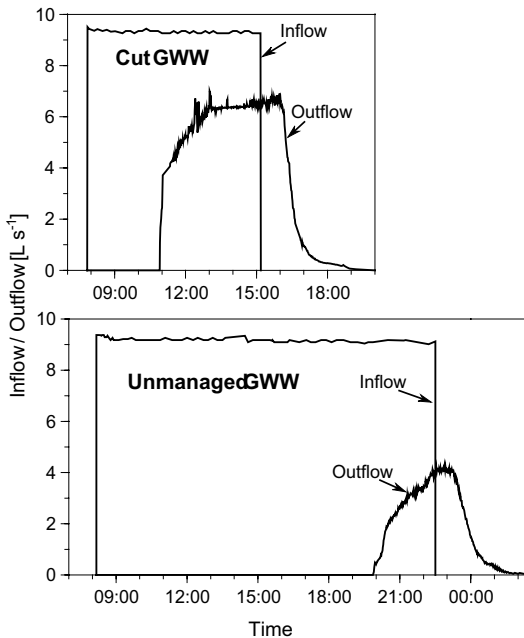 10
8
6
4
2
0
Inflow
Cut GWW
Outflow
09:00 12:00 15:00 18:00
Inflow / Outflow [L s-1]
10
8
6
4
2
0
Unmanaged GWW
Inflow
Outflow
09:00 12:00 15:00 18:00 21:00 00:00
Time